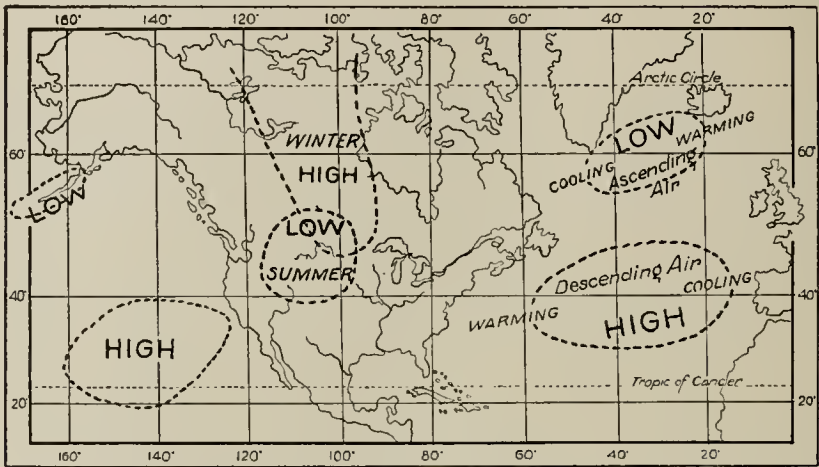 160° 140° 120° 100° 80° 60° 40° 20°
Arctic Circle
LOW WARMING
WINTER
60° 60°
HIGH
COOLING Ascending
Air
LOW
LOW
SUMMER
Descending Air
COOLING
40° 40°
WARMING HIGH
HIGH
Tropic of Cancer
20° 20°
160° 140° 120° 100° 80° 60° 40° 20°